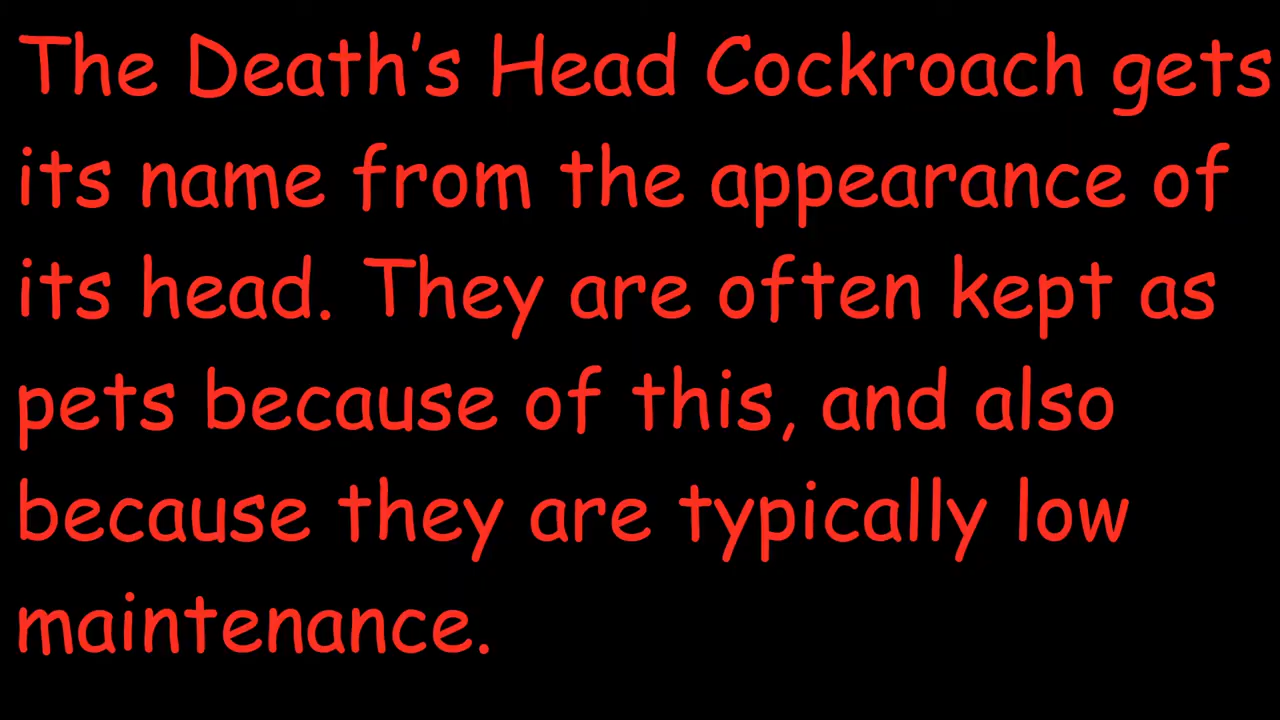 The Death’s Head Cockroach gets
its name from the appearance of
its head. They are often kept as
pets because of this, and also
because they are typically low
maintenance.